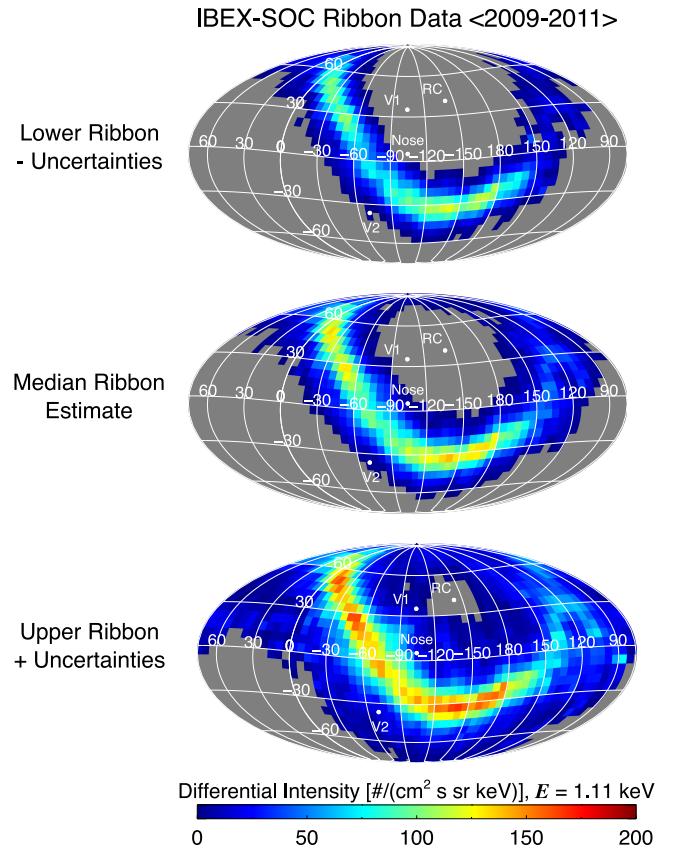 IBEX-SOC Ribbon Data <2009-2011>
Lower Ribbon
- Uncertainties
60
V1
RC
30
Nose
60 30 0 −30 −60 −90 −120 −150 180 150 120 90
−30
V2
−60
Median Ribbon
Estimate
60
V1
RC
30
Nose
60 30 0 −30 −60 −90 −120 −150 180 150 120 90
−30
V2
−60
Upper Ribbon
+ Uncertainties
60
RC
V1
30
Nose
60 30 0 −30 −60 −90 −120 −150 180 150 120 90
−30
V2
−60
Differential Intensity [#/(cm² s sr keV)], E = 1.11 keV
0 50 100 150 200